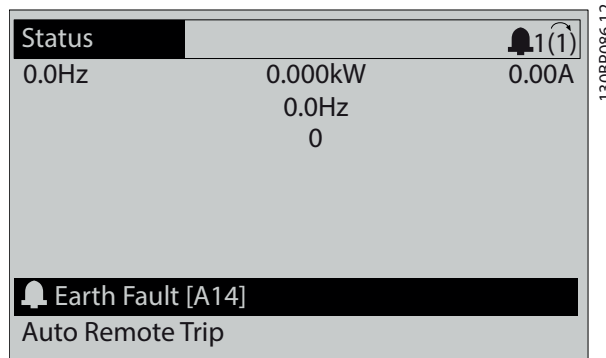 Status 1(1)
0.0Hz 0.000kW 0.00A
0.0Hz
0
Earth Fault [A14]
Auto Remote Trip
130BP086.12